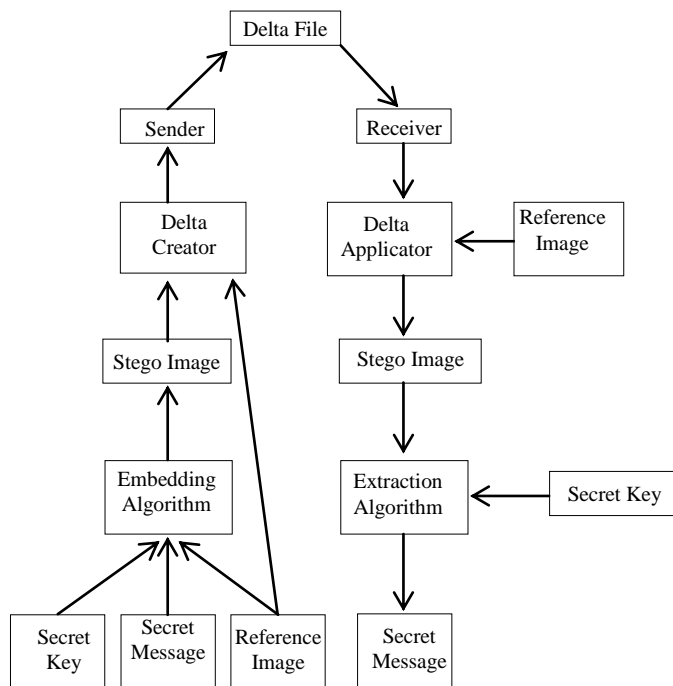 Delta File
Sender
Receiver
Delta
Creator
Delta
Applicator
Reference
Image
Stego Image
Stego Image
Embedding
Algorithm
Extraction
Algorithm
Secret Key
Secret
Key
Secret
Message
Reference
Image
Secret
Message